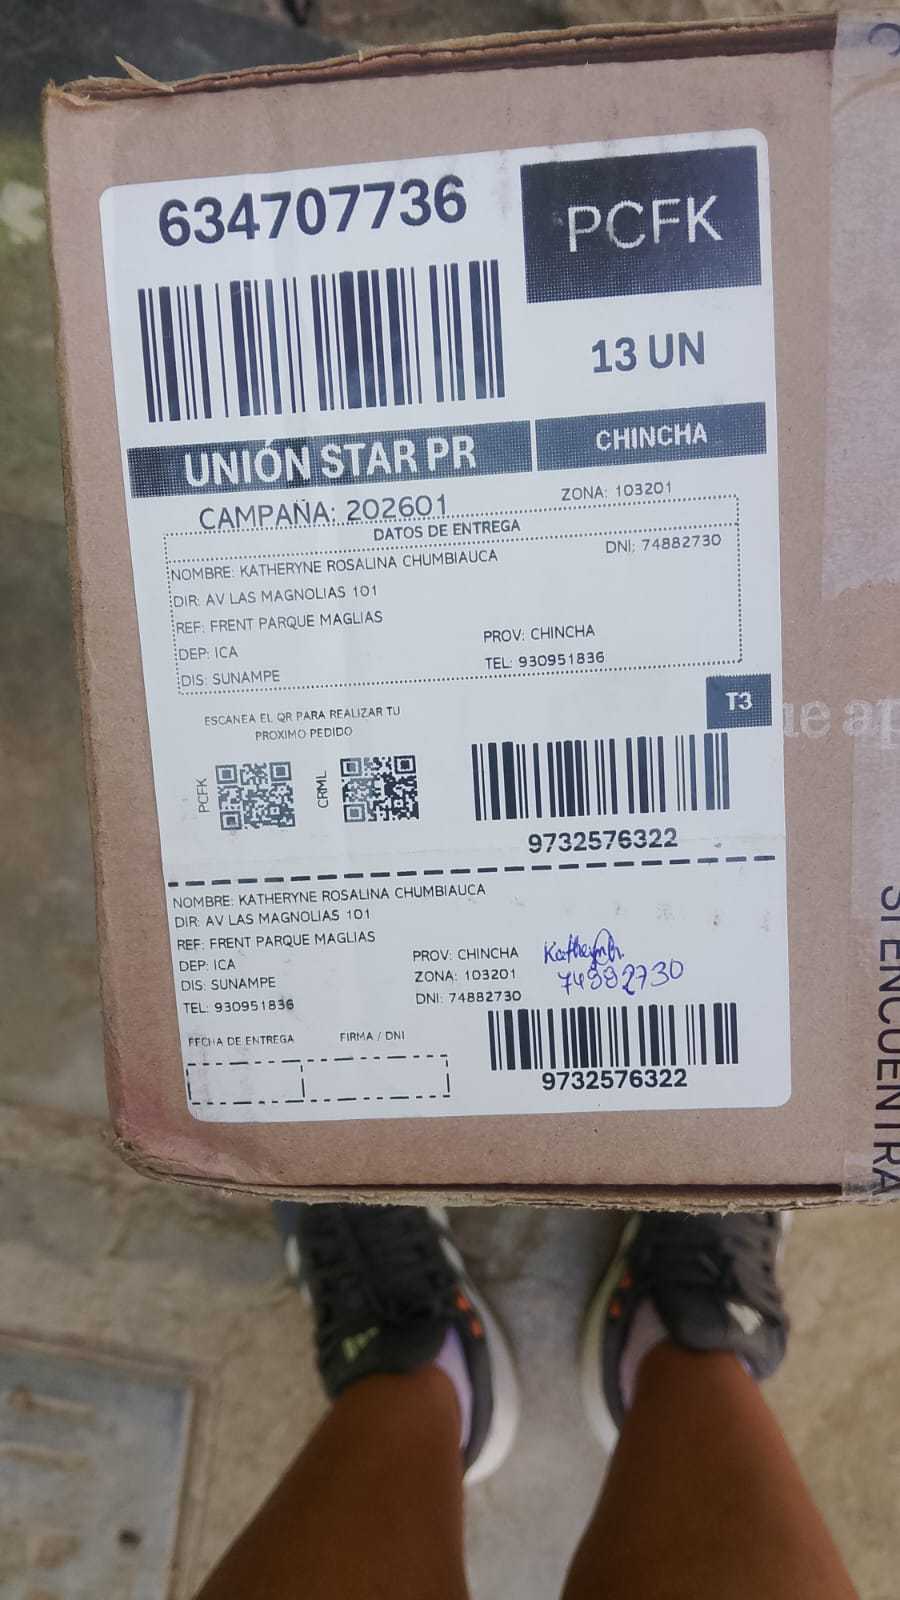 634707736
PCFK
13 UN
UNIÓN STAR PR
CHINCHA
CAMPAÑA: 202601
ZONA: 103201
DATOS DE ENTREGA
NOMBRE: KATHERYNE ROSALINA CHUMBIAUCA
DNI: 74882730
DIR: AV LAS MAGNOLIAS 101
REF: FRENT PARQUE MAGLIAS
DEP: ICA
PROV: CHINCHA
DIS: SUNAMPE
TEL: 930951836
T3
ESCANEA EL QR PARA REALIZAR TU
PROXIMO PEDIDO
PCFK
CRML
9732576322
NOMBRE: KATHERYNE ROSALINA CHUMBIAUCA
DIR: AV LAS MAGNOLIAS 101
REF: FRENT PARQUE MAGLIAS
DEP: ICA
PROV: CHINCHA
DIS: SUNAMPE
ZONA: 103201
TEL: 930951836
DNI: 74882730
74882730
FECHA DE ENTREGA
FIRMA / DNI
9732576322
SI ENCUENTRA